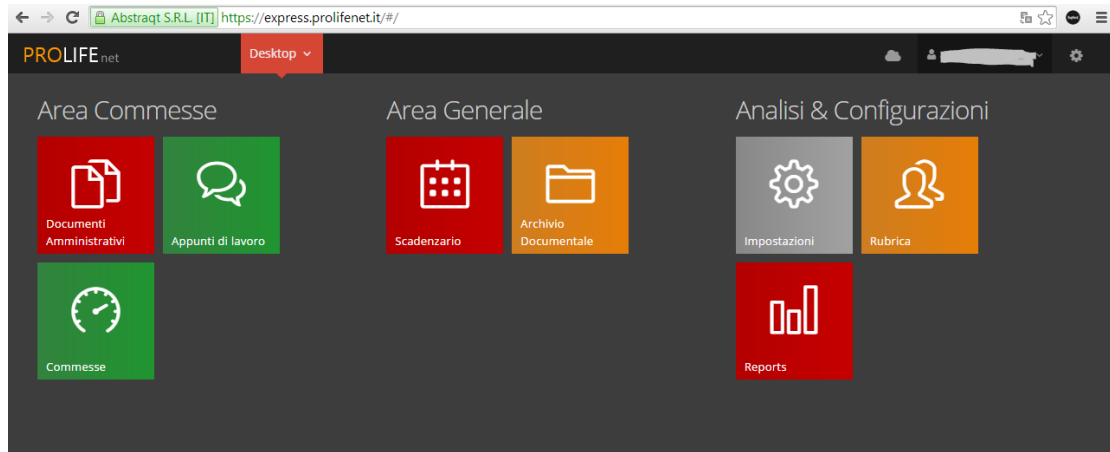 Abstraqt S.R.L. [IT] https://express.prolifenet.it/#/
PROLIFE net
Desktop
Area Commesse
Area Generale
Analisi & Configurazioni
Documenti
Amministrativi
Appunti di lavoro
Scadenzario
Archivio
Documentale
Impostazioni
Rubrica
Commesse
Reports